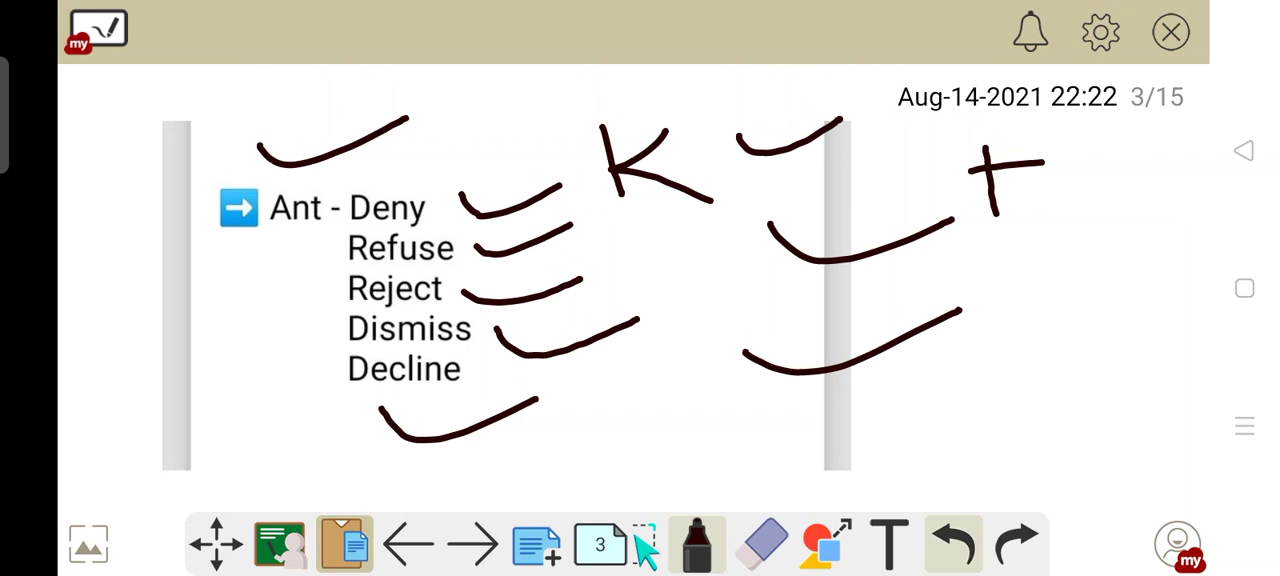 my
Aug-14-2021 22:22 3/15
K
+
Ant - Deny
Refuse
Reject
Dismiss
Decline
3
T
my